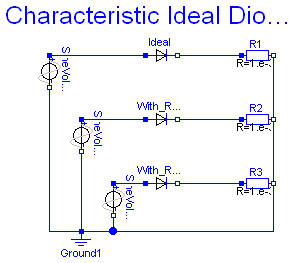 Characteristic Ideal Dio...
Ideal
R1
R=1.e-
SineVol...
With_R...
R2
R=1.e-
SineVol...
With_R...
R3
R=1.e-
SineVol...
Ground1